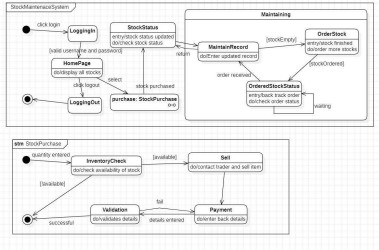 StockMaintenaceSystem
Maintaining
click login
LoggingIn
StockStatus
entry/stock status updated
do/check stock status
[stockEmpty]
OrderStock
entry/stock finished
do/order more stocks
MaintainRecord
do/Enter updated record
return
[valid username and password]
HomePage
do/display all stocks
select
stock purchased
order received
[stockOrdered]
click logout
LoggingOut
purchase: StockPurchase
OrderedStockStatus
entry/back track order
do/check order status
waiting
stm StockPurchase
quantity entered
InventoryCheck
do/check availability of stock
[available]
Sell
do/contact trader and sell item
[!available]
fail
Validation
do/validates details
details entered
Payment
do/enter back details
successful